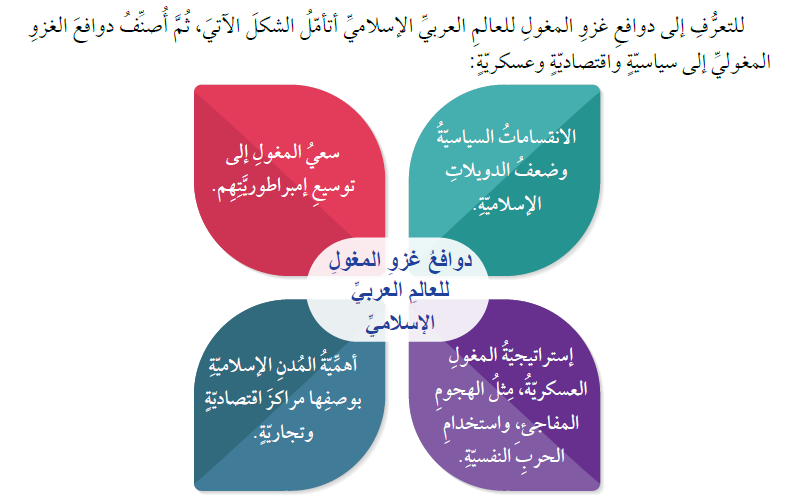 للتعرُّفِ إلى دوافعِ غزوِ المغولِ للعالمِ العربيِّ الإسلاميِّ أتأمّلُ الشكلَ الآتيَ، ثُمَّ أُصنِّفُ دوافعَ الغزوِ
المغوليِّ إلى سياسيّةٍ واقتصاديّةٍ وعسكريّةٍ:
الانقساماتُ السياسيّةُ
وضعفُ الدويلاتِ
الإسلاميّةِ.
سعيُ المغولِ إلى
توسيعِ إمبراطوريَّتِهِم.
دوافعُ غزوِ المغولِ
للعالمِ العربيِّ
الإسلاميِّ
إستراتيجيّةُ المغولِ
العسكريّةُ، مِثلُ الهجومِ
المفاجئِ، واستخدامِ
الحربِ النفسيّةِ.
أهمِّيّةُ المُدنِ الإسلاميّةِ
بوصفِها مراكزَ اقتصاديّةٍ
وتجاريّةٍ.